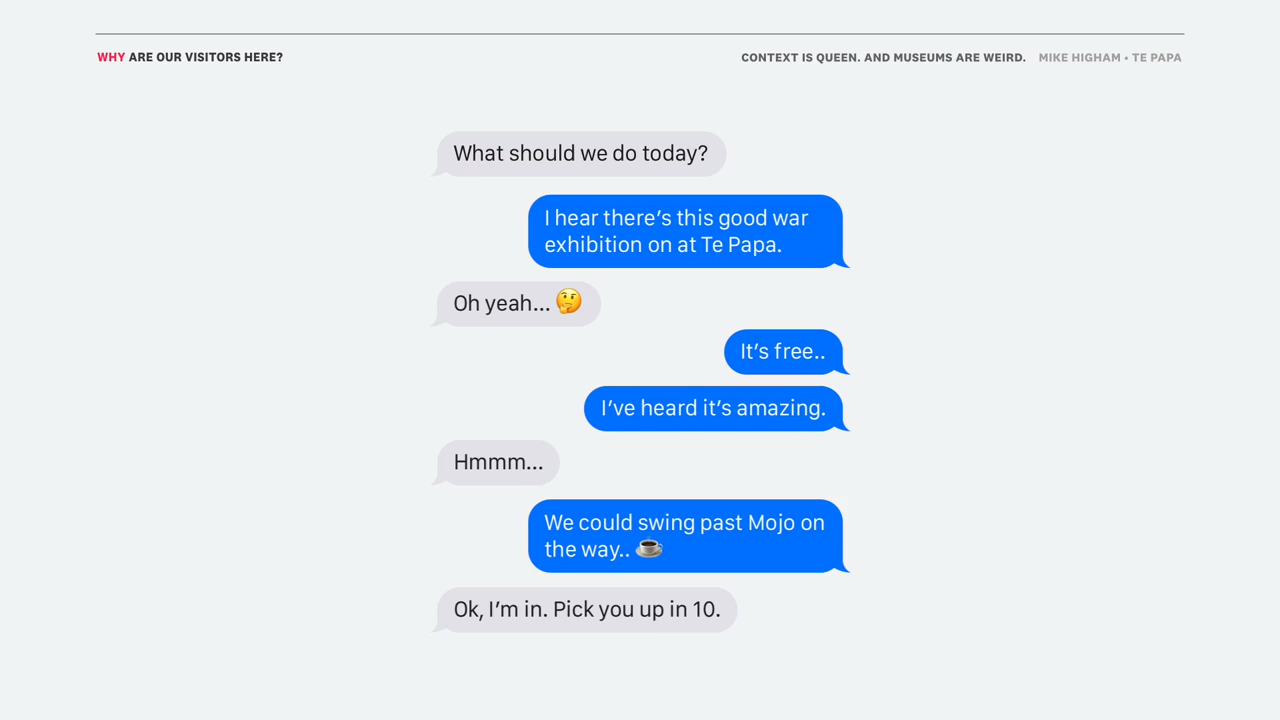 WHY ARE OUR VISITORS HERE?
CONTEXT IS QUEEN. AND MUSEUMS ARE WEIRD. MIKE HIGHAM • TE PAPA
What should we do today?
I hear there’s this good war
exhibition on at Te Papa.
Oh yeah... 🤔
It’s free..
I’ve heard it’s amazing.
Hmmm...
We could swing past Mojo on
the way.. ☕
Ok, I’m in. Pick you up in 10.